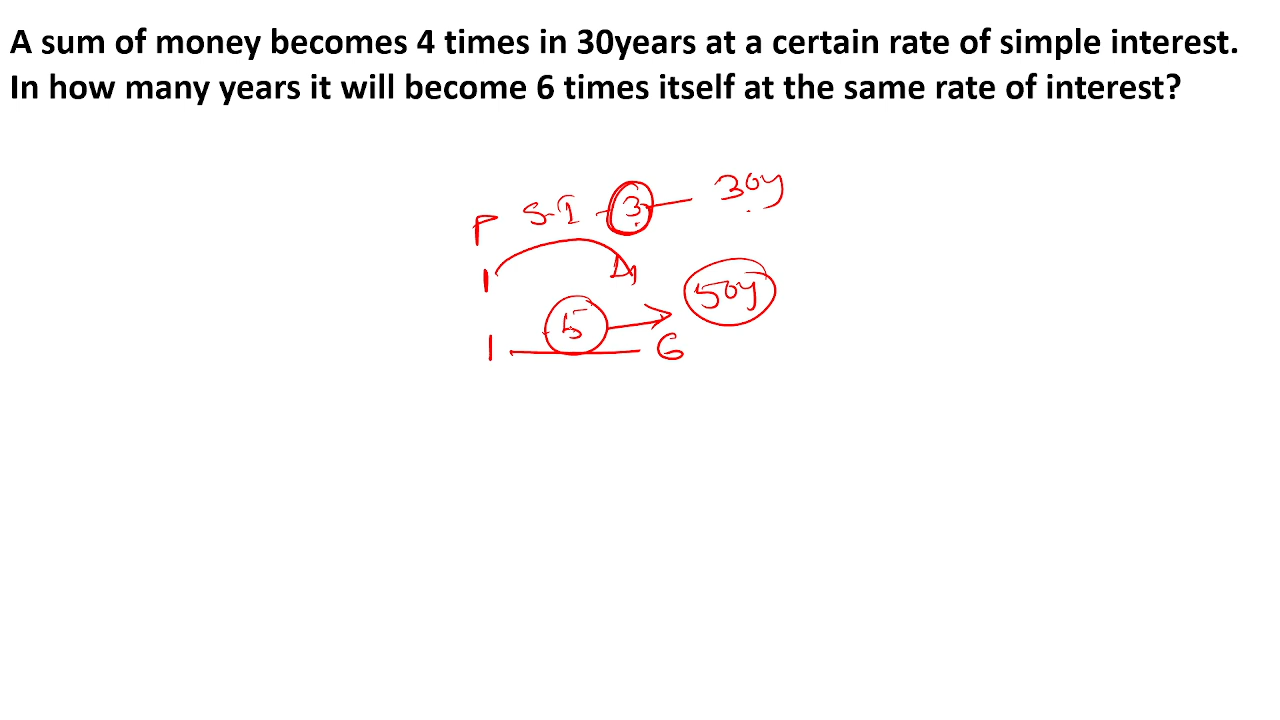 A sum of money becomes 4 times in 30years at a certain rate of simple interest.
In how many years it will become 6 times itself at the same rate of interest?
P S-I - 3 — 30y
1 4
50y
5
1 — 6